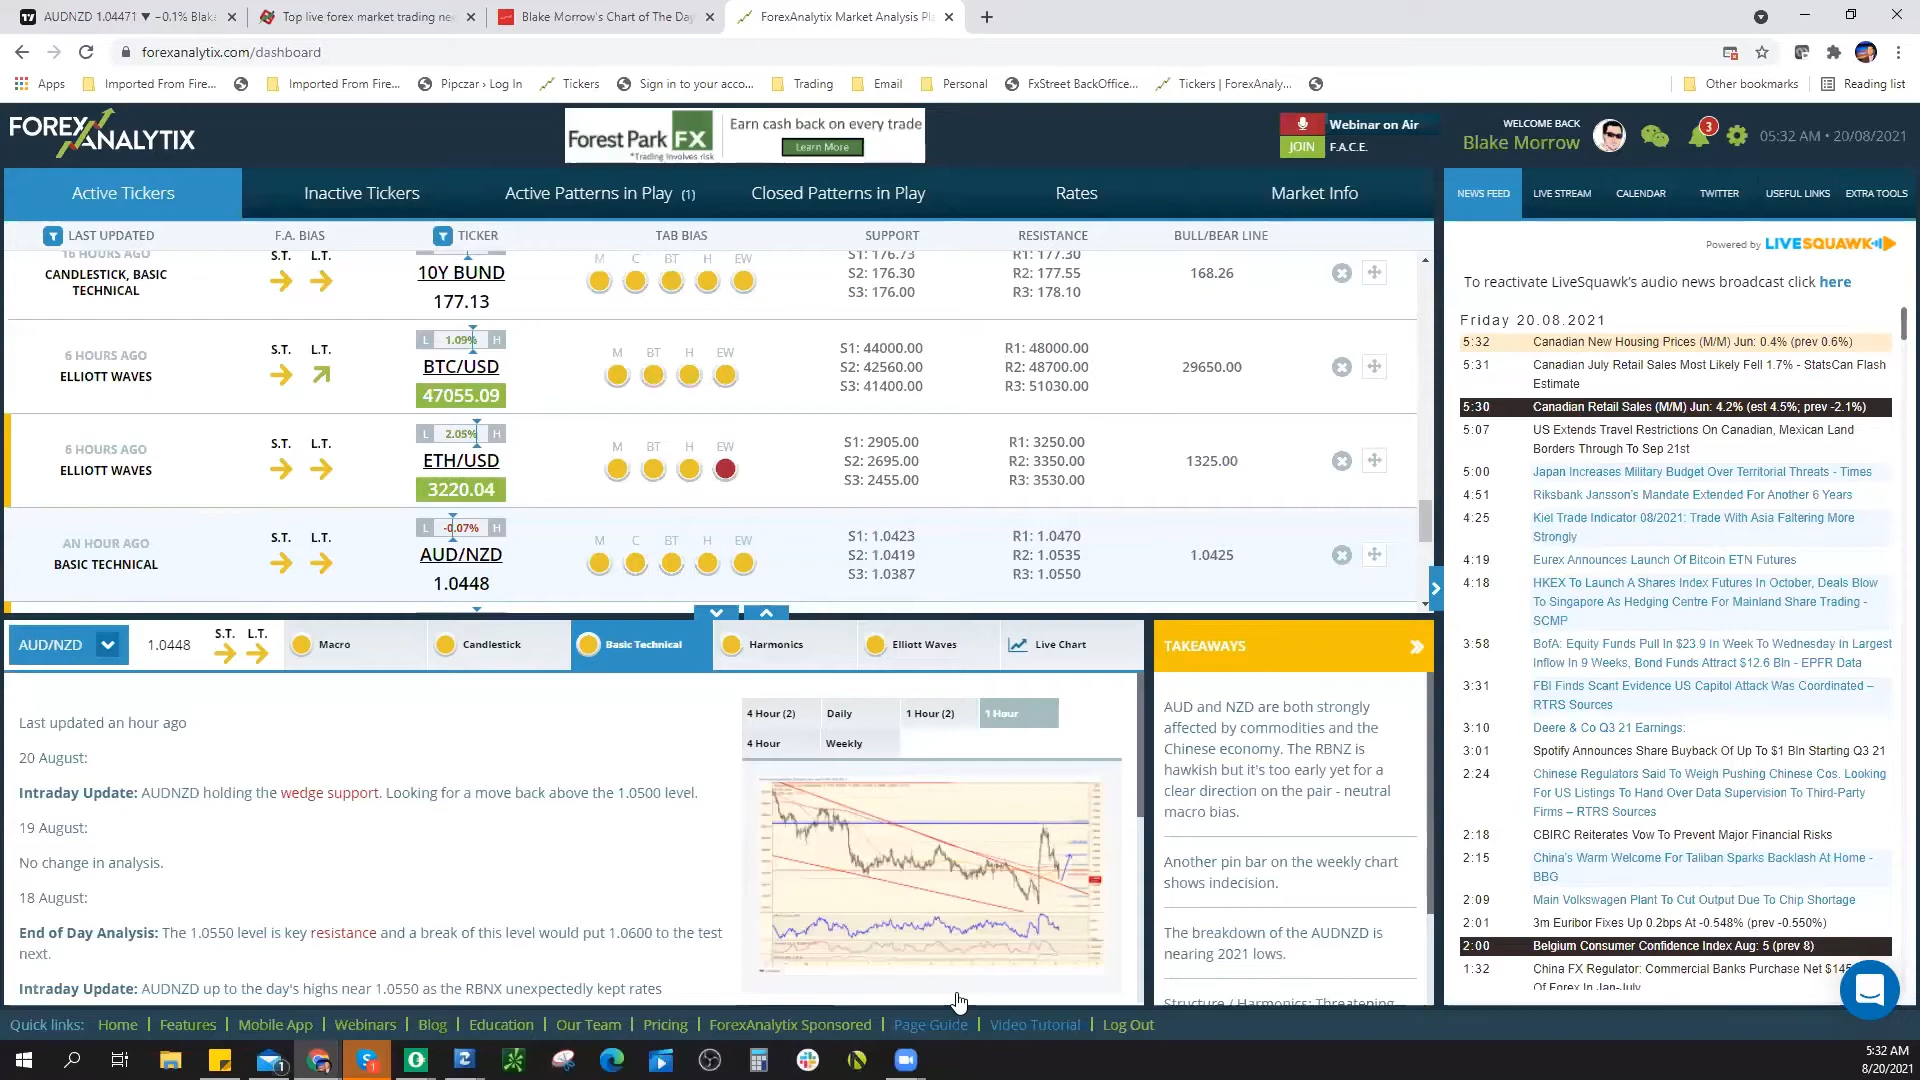 AUDNZD 1.04471 ▼ −0.1% Blak
Top live forex market trading ne
Blake Morrow's Chart of The Day
ForexAnalytix Market Analysis Pl
forexanalytix.com/dashboard
Apps
Imported From Fire...
Imported From Fire...
Pipczar › Log In
Tickers
Sign in to your acco...
Trading
Email
Personal
FxStreet BackOffice...
Tickers | ForexAnaly...
Other bookmarks
Reading list
FOREX
ANALYTIX
Forest Park FX
*Trading involves risk
Earn cash back on every trade
Learn More
Webinar on Air
JOIN
F.A.C.E.
WELCOME BACK
Blake Morrow
3
05:32 AM • 20/08/2021
Active Tickers
Inactive Tickers
Active Patterns in Play (1)
Closed Patterns in Play
Rates
Market Info
NEWS FEED
LIVE STREAM
CALENDAR
TWITTER
USEFUL LINKS
EXTRA TOOLS
LAST UPDATED
F.A. BIAS
TICKER
TAB BIAS
SUPPORT
RESISTANCE
BULL/BEAR LINE
16 HOURS AGO
CANDLESTICK, BASIC
TECHNICAL
S.T. L.T.
10Y BUND
177.13
M C BT H EW
S1: 176.73
S2: 176.30
S3: 176.00
R1: 177.30
R2: 177.55
R3: 178.10
168.26
6 HOURS AGO
ELLIOTT WAVES
S.T. L.T.
L 1.09% H
BTC/USD
47055.09
M BT H EW
S1: 44000.00
S2: 42560.00
S3: 41400.00
R1: 48000.00
R2: 48700.00
R3: 51030.00
29650.00
6 HOURS AGO
ELLIOTT WAVES
S.T. L.T.
L 2.05% H
ETH/USD
3220.04
M BT H EW
S1: 2905.00
S2: 2695.00
S3: 2455.00
R1: 3250.00
R2: 3350.00
R3: 3530.00
1325.00
AN HOUR AGO
BASIC TECHNICAL
S.T. L.T.
L -0.07% H
AUD/NZD
1.0448
M C BT H EW
S1: 1.0423
S2: 1.0419
S3: 1.0387
R1: 1.0470
R2: 1.0535
R3: 1.0550
1.0425
AUD/NZD
1.0448
S.T. L.T.
Macro
Candlestick
Basic Technical
Harmonics
Elliott Waves
Live Chart
Last updated an hour ago
20 August:
Intraday Update: AUDNZD holding the wedge support. Looking for a move back above the 1.0500 level.
19 August:
No change in analysis.
18 August:
End of Day Analysis: The 1.0550 level is key resistance and a break of this level would put 1.0600 to the test
next.
Intraday Update: AUDNZD up to the day's highs near 1.0550 as the RBNX unexpectedly kept rates
4 Hour (2)
Daily
1 Hour (2)
1 Hour
4 Hour
Weekly
TAKEAWAYS
AUD and NZD are both strongly
affected by commodities and the
Chinese economy. The RBNZ is
hawkish but it's too early yet for a
clear direction on the pair - neutral
macro bias.
Another pin bar on the weekly chart
shows indecision.
The breakdown of the AUDNZD is
nearing 2021 lows.
Structure / Harmonics: Threatening
Powered by LIVESQUAWK
To reactivate LiveSquawk's audio news broadcast click here
Friday 20.08.2021
5:32 Canadian New Housing Prices (M/M) Jun: 0.4% (prev 0.6%)
5:31 Canadian July Retail Sales Most Likely Fell 1.7% - StatsCan Flash
Estimate
5:30 Canadian Retail Sales (M/M) Jun: 4.2% (est 4.5%; prev -2.1%)
5:07 US Extends Travel Restrictions On Canadian, Mexican Land
Borders Through To Sep 21st
5:00 Japan Increases Military Budget Over Territorial Threats - Times
4:51 Riksbank Jansson's Mandate Extended For Another 6 Years
4:25 Kiel Trade Indicator 08/2021: Trade With Asia Faltering More
Strongly
4:19 Eurex Announces Launch Of Bitcoin ETN Futures
4:18 HKEX To Launch A Shares Index Futures In October, Deals Blow
To Singapore As Hedging Centre For Mainland Share Trading -
SCMP
3:58 BofA: Equity Funds Pull In $23.9 In Week To Wednesday In Largest
Inflow In 9 Weeks, Bond Funds Attract $12.6 Bln - EPFR Data
3:31 FBI Finds Scant Evidence US Capitol Attack Was Coordinated –
RTRS Sources
3:10 Deere & Co Q3 21 Earnings:
3:01 Spotify Announces Share Buyback Of Up To $1 Bln Starting Q3 21
2:24 Chinese Regulators Said To Weigh Pushing Chinese Cos. Looking
For US Listings To Hand Over Data Supervision To Third-Party
Firms – RTRS Sources
2:18 CBIRC Reiterates Vow To Prevent Major Financial Risks
2:15 China's Warm Welcome For Taliban Sparks Backlash At Home -
BBG
2:09 Main Volkswagen Plant To Cut Output Due To Chip Shortage
2:01 3m Euribor Fixes Up 0.2bps At -0.548% (prev -0.550%)
2:00 Belgium Consumer Confidence Index Aug: 5 (prev 8)
1:32 China FX Regulator: Commercial Banks Purchase Net
Of Forex In Jan-July
Quick links: Home | Features | Mobile App | Webinars | Blog | Education | Our Team | Pricing | ForexAnalytix Sponsored | Page Guide | Video Tutorial | Log Out
5:32 AM
8/20/2021